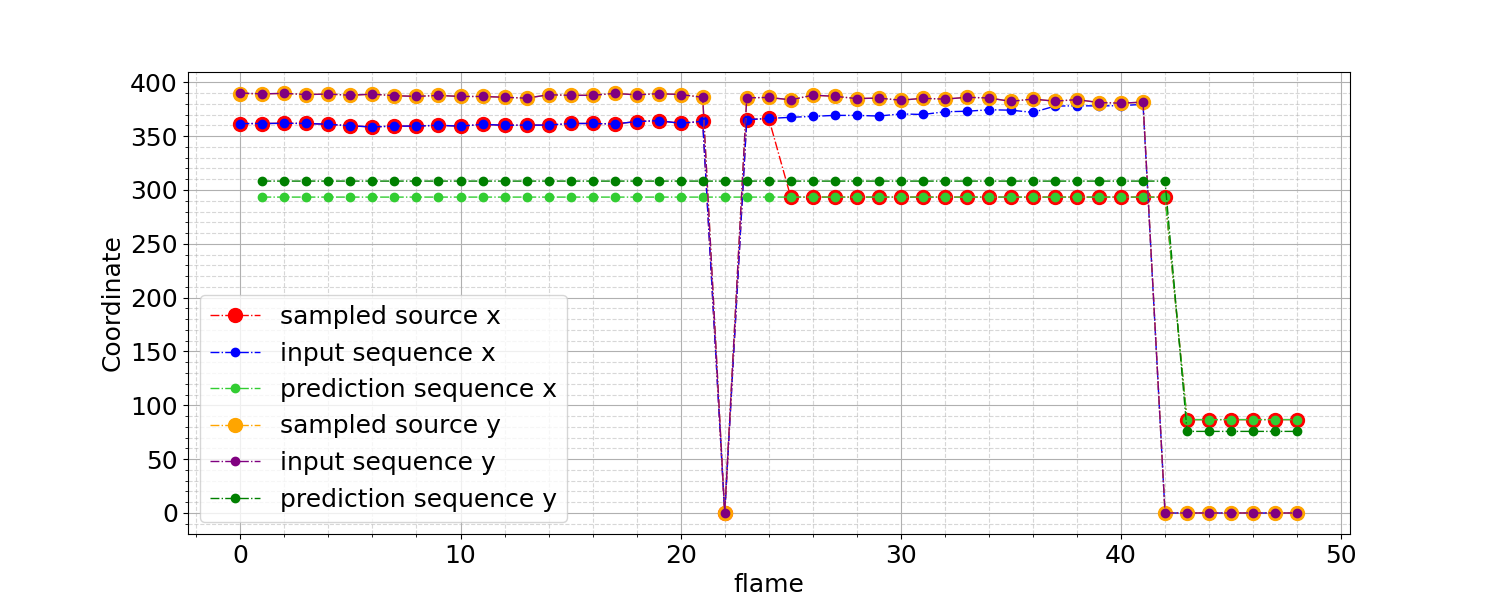 400
350
300
250
200
150
100
50
0
Coordinate
sampled source x
input sequence x
prediction sequence x
sampled source y
input sequence y
prediction sequence y
0 10 20 30 40 50
flame